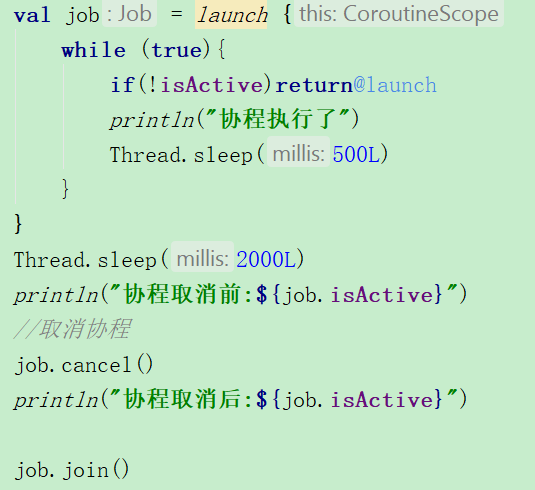 val job : Job = launch { this: CoroutineScope
    while (true){
        if(!isActive)return@launch
        println("协程执行了")
        Thread.sleep( millis: 500L)
    }
}
Thread.sleep( millis: 2000L)
println("协程取消前:${job.isActive}")
//取消协程
job.cancel()
println("协程取消后:${job.isActive}")
job.join()